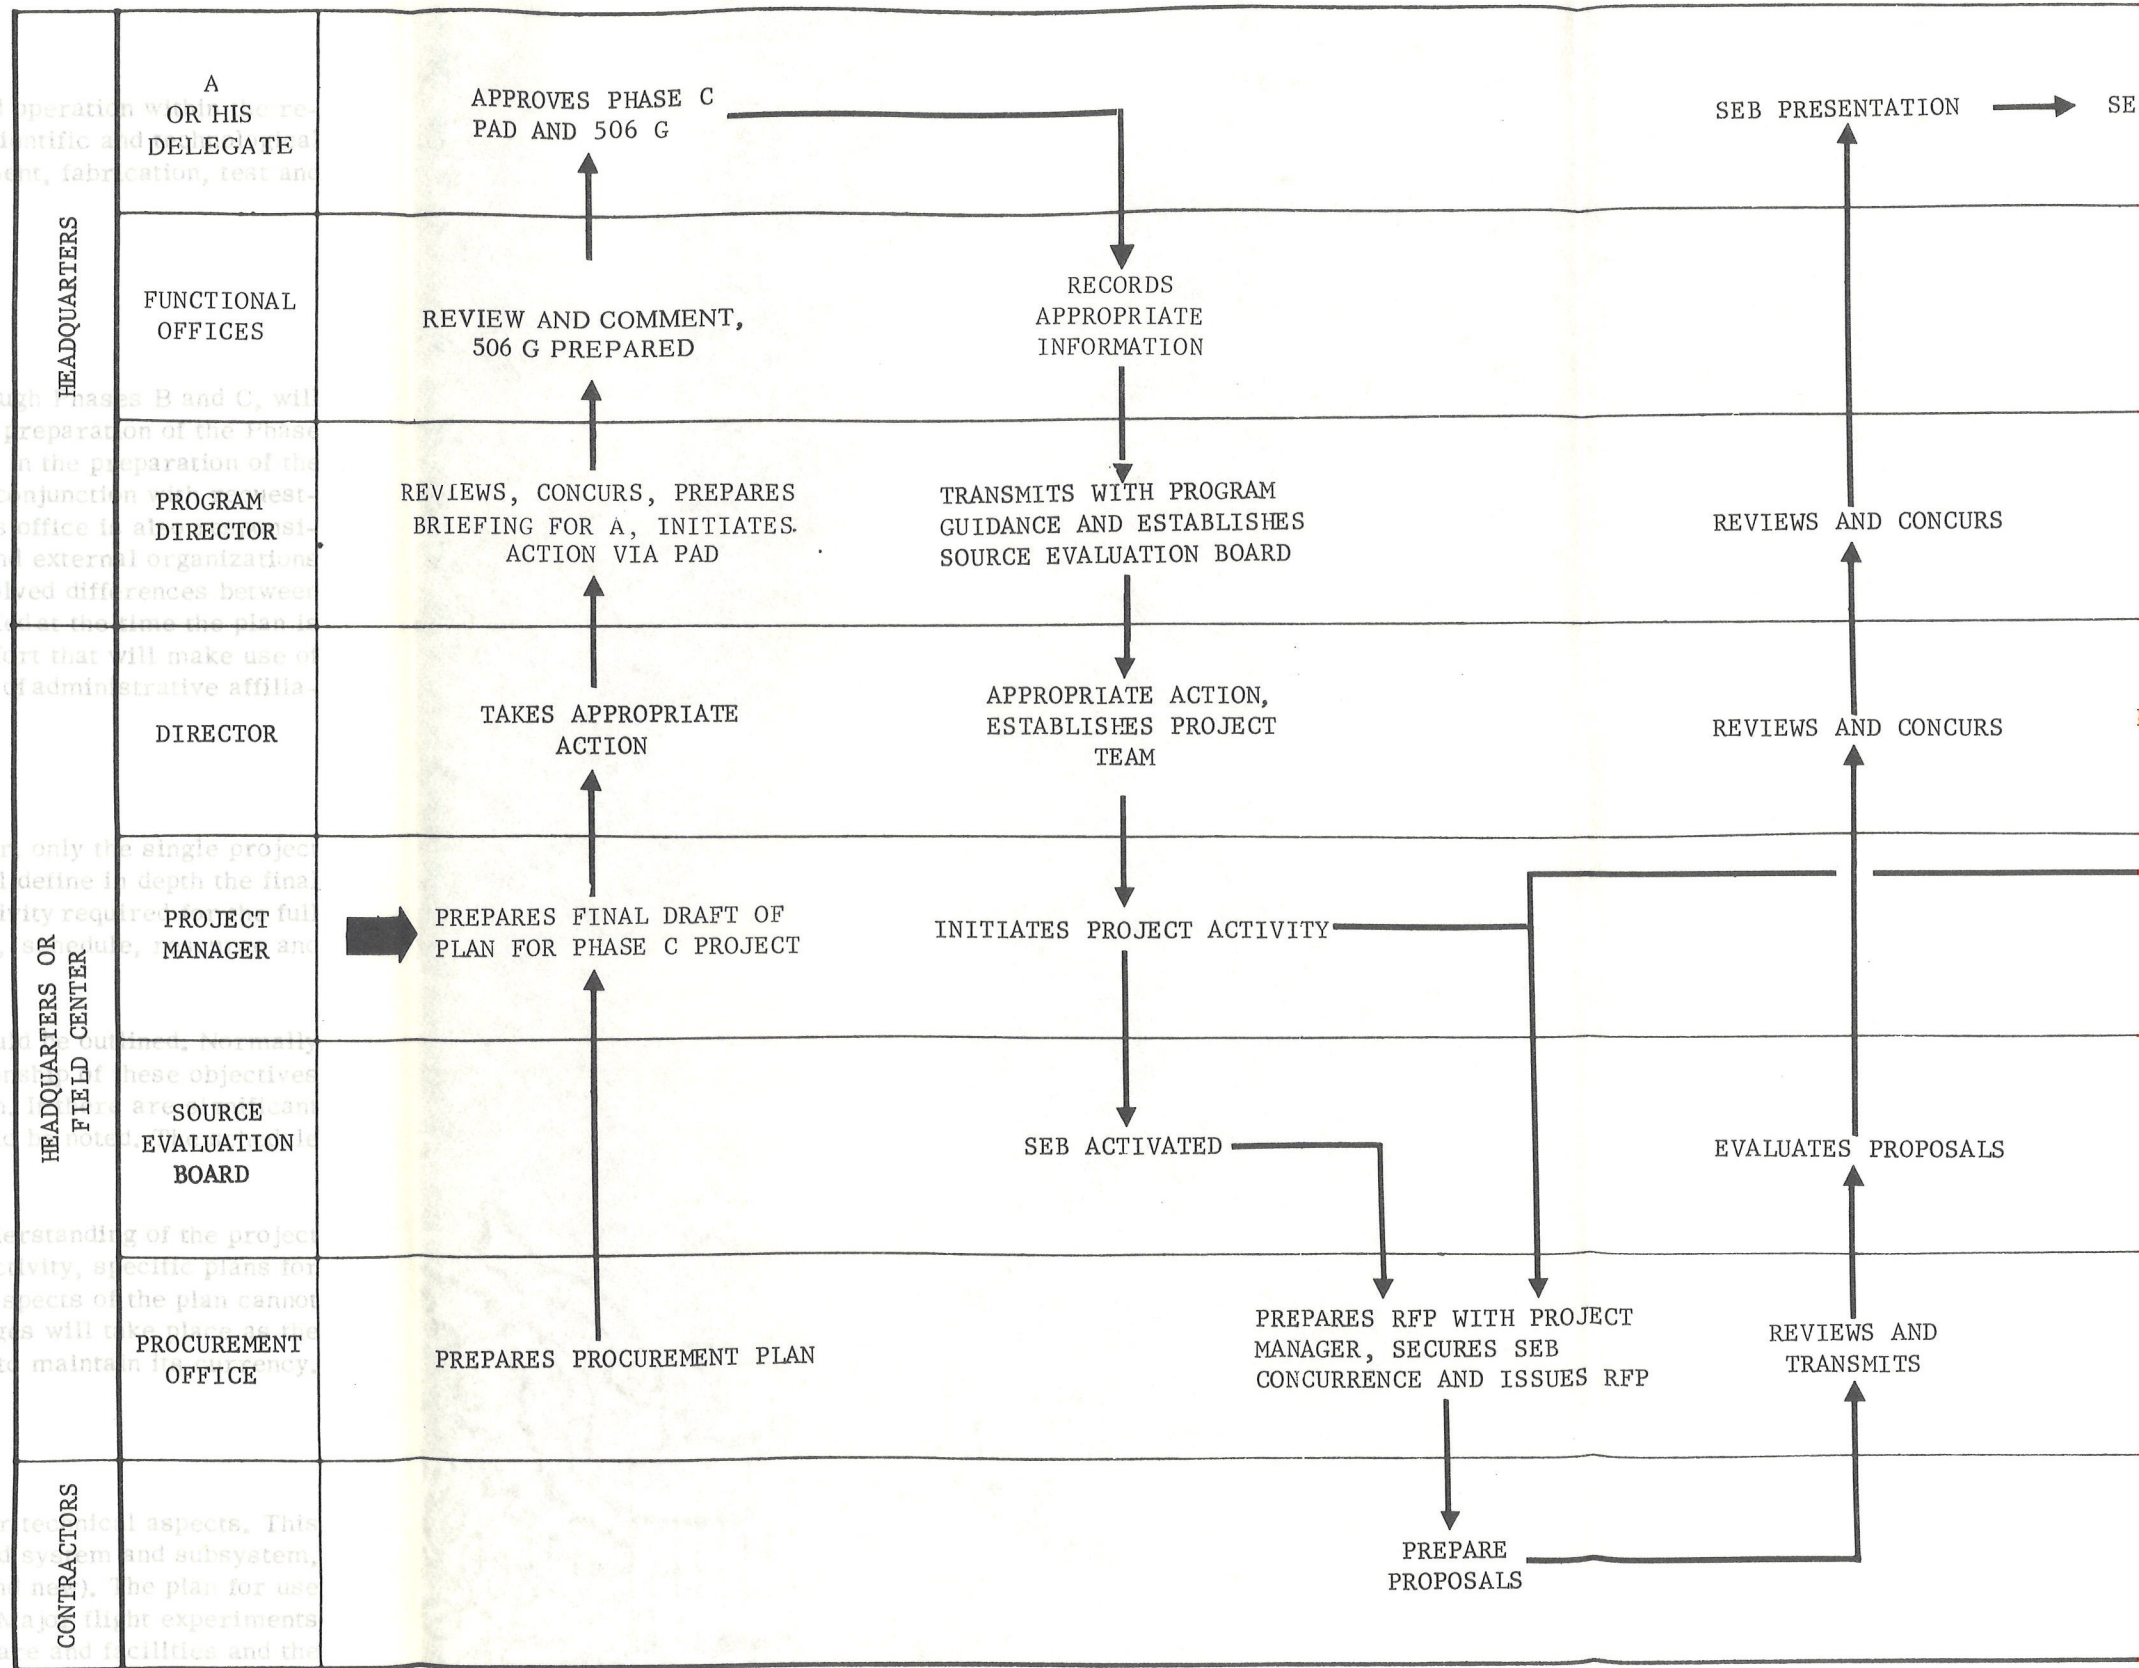 HEADQUARTERS
HEADQUARTERS OR
FIELD CENTER
CONTRACTORS
A
OR HIS
DELEGATE
APPROVES PHASE C
PAD AND 506 G
SEB PRESENTATION
SE
FUNCTIONAL
OFFICES
REVIEW AND COMMENT,
506 G PREPARED
RECORDS
APPROPRIATE
INFORMATION
PROGRAM
DIRECTOR
REVIEWS, CONCURS, PREPARES
BRIEFING FOR A, INITIATES
ACTION VIA PAD
TRANSMITS WITH PROGRAM
GUIDANCE AND ESTABLISHES
SOURCE EVALUATION BOARD
REVIEWS AND CONCURS
DIRECTOR
TAKES APPROPRIATE
ACTION
APPROPRIATE ACTION,
ESTABLISHES PROJECT
TEAM
REVIEWS AND CONCURS
PROJECT
MANAGER
PREPARES FINAL DRAFT OF
PLAN FOR PHASE C PROJECT
INITIATES PROJECT ACTIVITY
SOURCE
EVALUATION
BOARD
SEB ACTIVATED
EVALUATES PROPOSALS
PROCUREMENT
OFFICE
PREPARES PROCUREMENT PLAN
PREPARES RFP WITH PROJECT
MANAGER, SECURES SEB
CONCURRENCE AND ISSUES RFP
REVIEWS AND
TRANSMITS
PREPARE
PROPOSALS